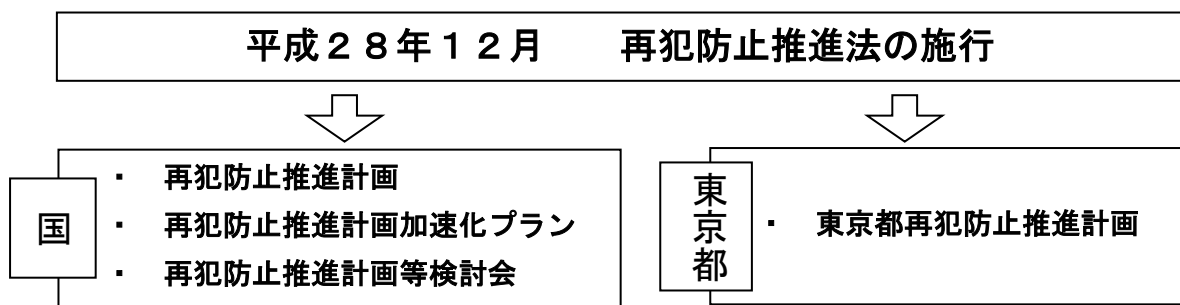 平成２８年１２月　　再犯防止推進法の施行
国
・　再犯防止推進計画
・　再犯防止推進計画加速化プラン
・　再犯防止推進計画等検討会
東京都
・　東京都再犯防止推進計画